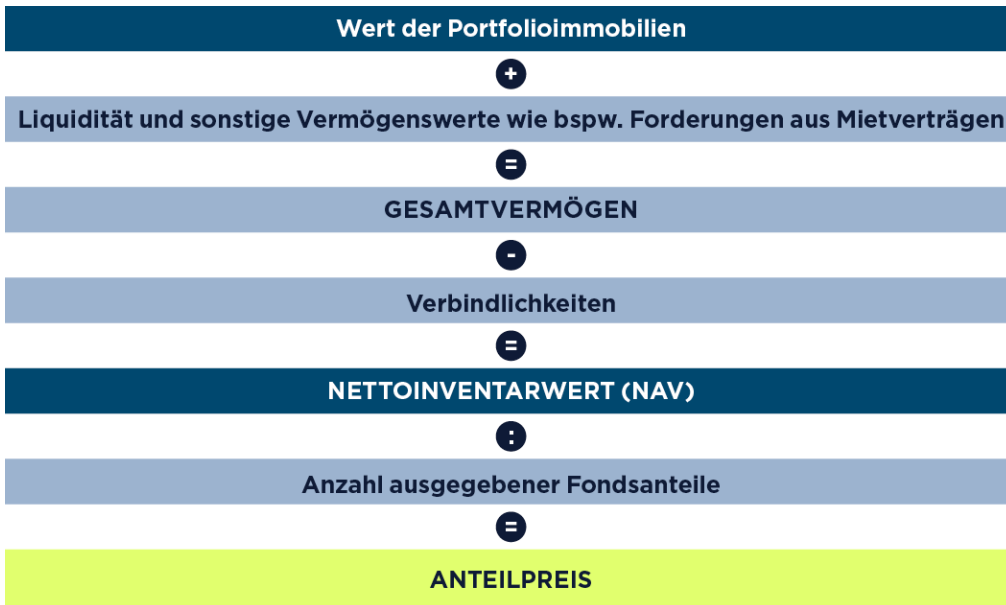 Wert der Portfolioimmobilien
+
Liquidität und sonstige Vermögenswerte wie bspw. Forderungen aus Mietverträgen
=
GESAMTVERMÖGEN
-
Verbindlichkeiten
=
NETTOINVENTARWERT (NAV)
:
Anzahl ausgegebener Fondsanteile
=
ANTEILPREIS